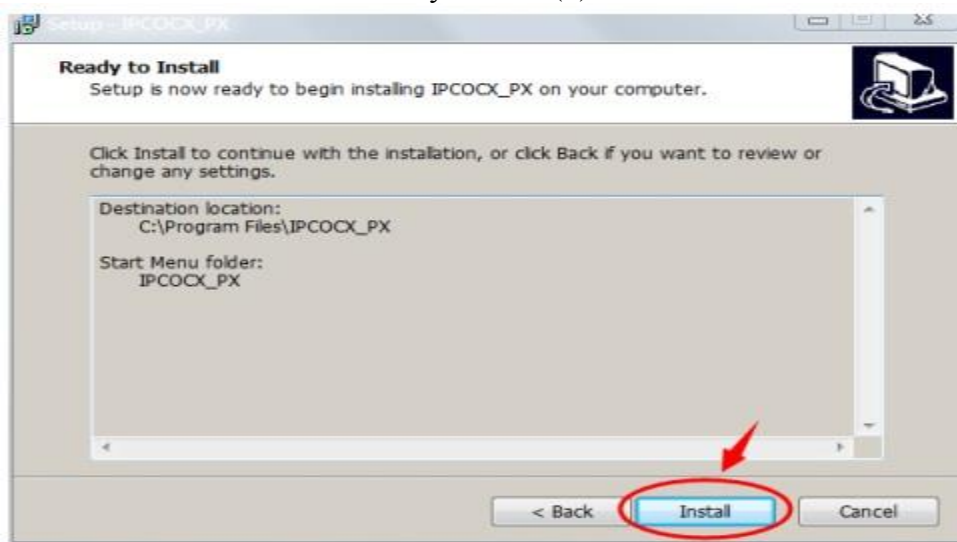 Setup - IPCOCX_PX
Ready to Install
Setup is now ready to begin installing IPCOCX_PX on your computer.
Click Install to continue with the installation, or click Back if you want to review or
change any settings.
Destination location:
C:\Program Files\IPCOCX_PX
Start Menu folder:
IPCOCX_PX
< Back
Install
Cancel